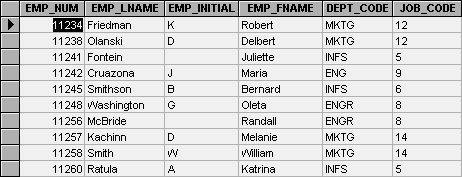 EMP_NUM EMP_LNAME EMP_INITIAL EMP_FNAME DEPT_CODE JOB_CODE
11234 Friedman K Robert MKTG 12
11238 Olanski D Delbert MKTG 12
11241 Fontein Juliette INFS 5
11242 Cruazona J Maria ENG 9
11245 Smithson B Bernard INFS 6
11248 Washington G Oleta ENGR 8
11256 McBride Randall ENGR 8
11257 Kachinn D Melanie MKTG 14
11258 Smith W William MKTG 14
11260 Ratula A Katrina INFS 5